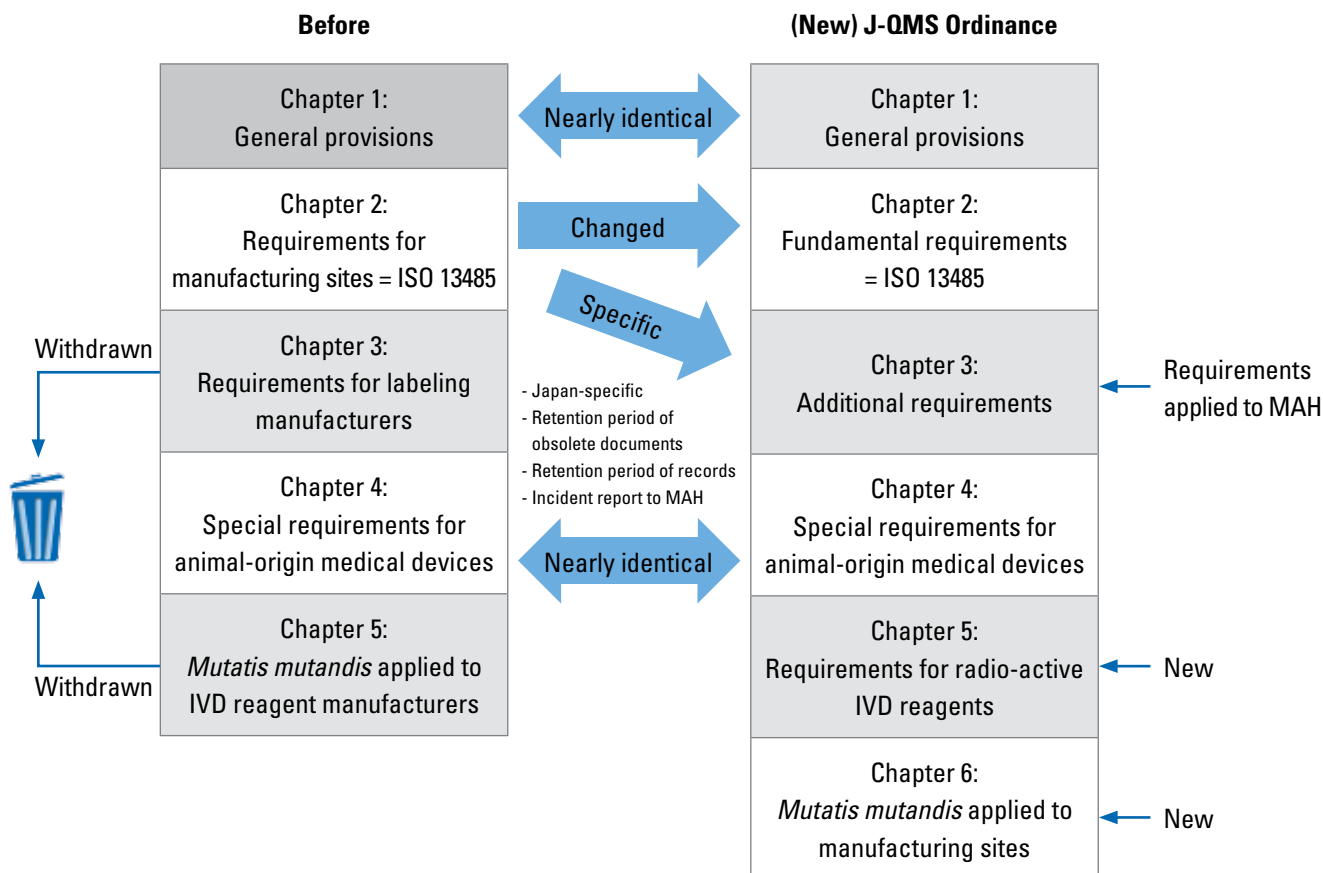 Before
(New) J-QMS Ordinance
Chapter 1:
General provisions
Nearly identical
Chapter 1:
General provisions
Chapter 2:
Requirements for
manufacturing sites = ISO 13485
Changed
Chapter 2:
Fundamental requirements
= ISO 13485
Specific
Withdrawn
Chapter 3:
Requirements for labeling
manufacturers
- Japan-specific
- Retention period of
obsolete documents
- Retention period of records
- Incident report to MAH
Chapter 3:
Additional requirements
Requirements
applied to MAH
Chapter 4:
Special requirements for
animal-origin medical devices
Nearly identical
Chapter 4:
Special requirements for
animal-origin medical devices
Withdrawn
Chapter 5:
Mutatis mutandis applied to
IVD reagent manufacturers
Chapter 5:
Requirements for radio-active
IVD reagents
New
Chapter 6:
Mutatis mutandis applied to
manufacturing sites
New